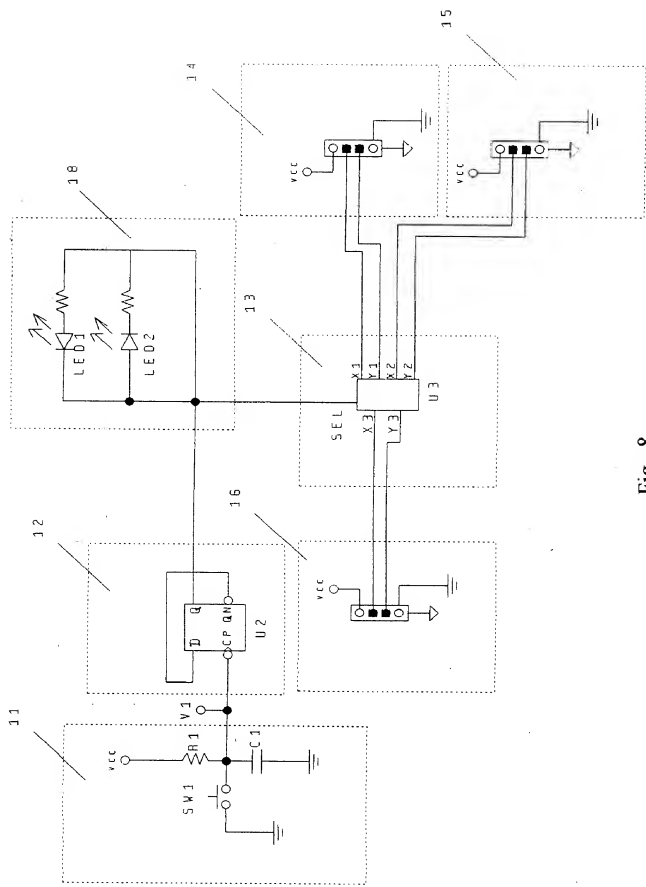 11
VCC
R1
SW1
C1
V1
12
D Q
CP QN
U2
18
LED1
LED2
16
VCC
13
SEL
X3
Y3
X1
Y1
X2
Y2
U3
14
VCC
15
VCC
Fig. 8